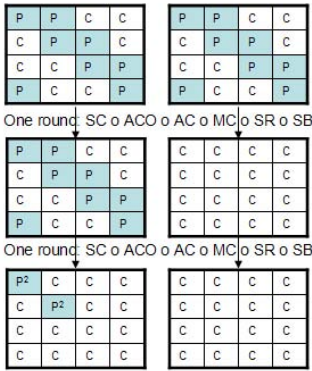 P P C C P P C C
C P P C C P P C
C C P P C C P P
P C C P P C C P
One round: SC o ACO o AC o MC o SR o SB
P P C C C C C C
C P P C C C C C
C C P P C C C C
P C C P C C C C
One round: SC o ACO o AC o MC o SR o SB
P² C C C C C C C
C P² C C C C C C
C C C C C C C C
C C C C C C C C